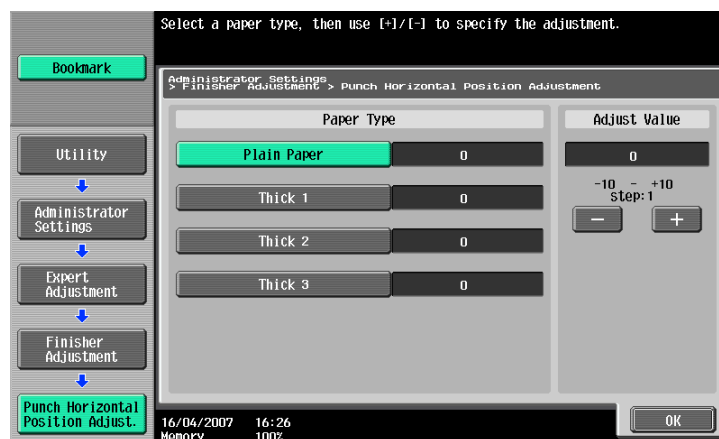 Select a paper type, then use [+]/[-] to specify the adjustment.
Bookmark
Administrator Settings
> Finisher Adjustment > Punch Horizontal Position Adjustment
Paper Type
Adjust Value
Utility
Plain Paper
0
0
-10 - +10
step:1
Thick 1
0
- +
Administrator
Settings
Thick 2
0
Expert
Adjustment
Thick 3
0
Finisher
Adjustment
Punch Horizontal
Position Adjust.
16/04/2007 16:26
Memory 100%
OK